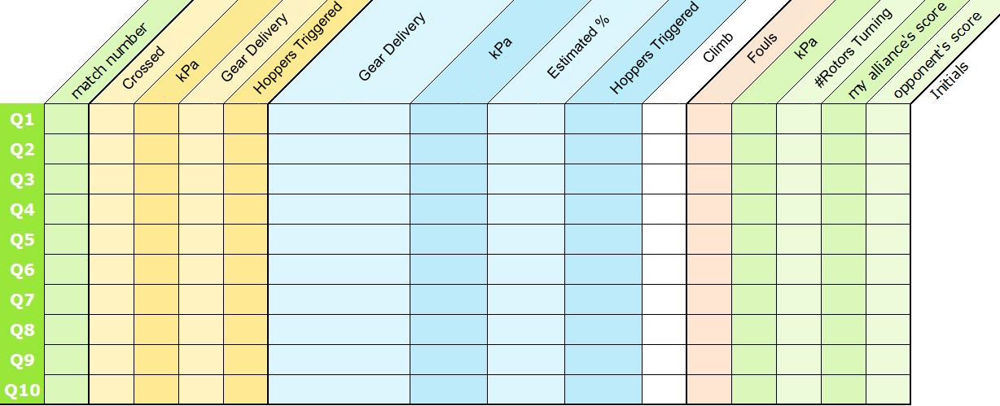 match number
Crossed
kPa
Gear Delivery
Hoppers Triggered
Gear Delivery
kPa
Estimated %
Hoppers Triggered
Climb
Fouls
kPa
#Rotors Turning
my alliance's score
opponent's score
Initials
Q1
Q2
Q3
Q4
Q5
Q6
Q7
Q8
Q9
Q10